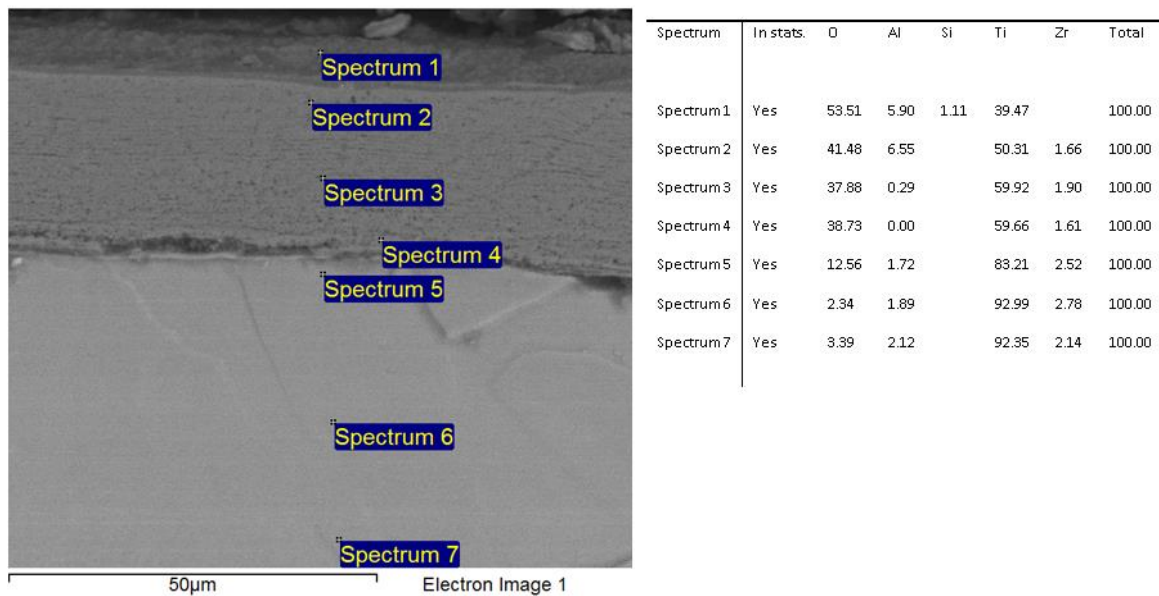 Spectrum 1
Spectrum 2
Spectrum 3
Spectrum 4
Spectrum 5
Spectrum 6
Spectrum 7
50µm Electron Image 1
Spectrum In stats. O Al Si Ti Zr Total
Spectrum 1 Yes 53.51 5.90 1.11 39.47 100.00
Spectrum 2 Yes 41.48 6.55 50.31 1.66 100.00
Spectrum 3 Yes 37.88 0.29 59.92 1.90 100.00
Spectrum 4 Yes 38.73 0.00 59.66 1.61 100.00
Spectrum 5 Yes 12.56 1.72 83.21 2.52 100.00
Spectrum 6 Yes 2.34 1.89 92.99 2.78 100.00
Spectrum 7 Yes 3.39 2.12 92.35 2.14 100.00